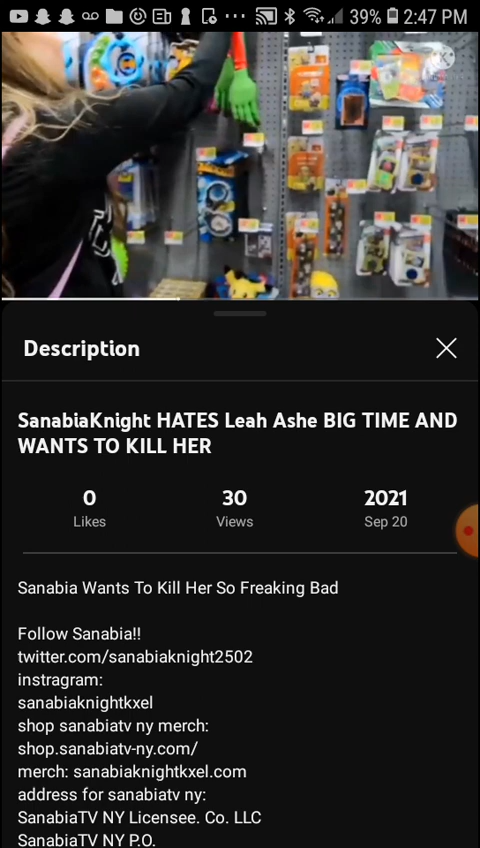 39% 2:47 PM
Description
SanabiaKnight HATES Leah Ashe BIG TIME AND
WANTS TO KILL HER
0
Likes
30
Views
2021
Sep 20
Sanabia Wants To Kill Her So Freaking Bad
Follow Sanabia!!
twitter.com/sanabiaknight2502
instragram:
sanabiaknightkxel
shop sanabiatv ny merch:
shop.sanabiatv-ny.com/
merch: sanabiaknightkxel.com
address for sanabiatv ny:
SanabiaTV NY Licensee. Co. LLC
SanabiaTV NY P.O.